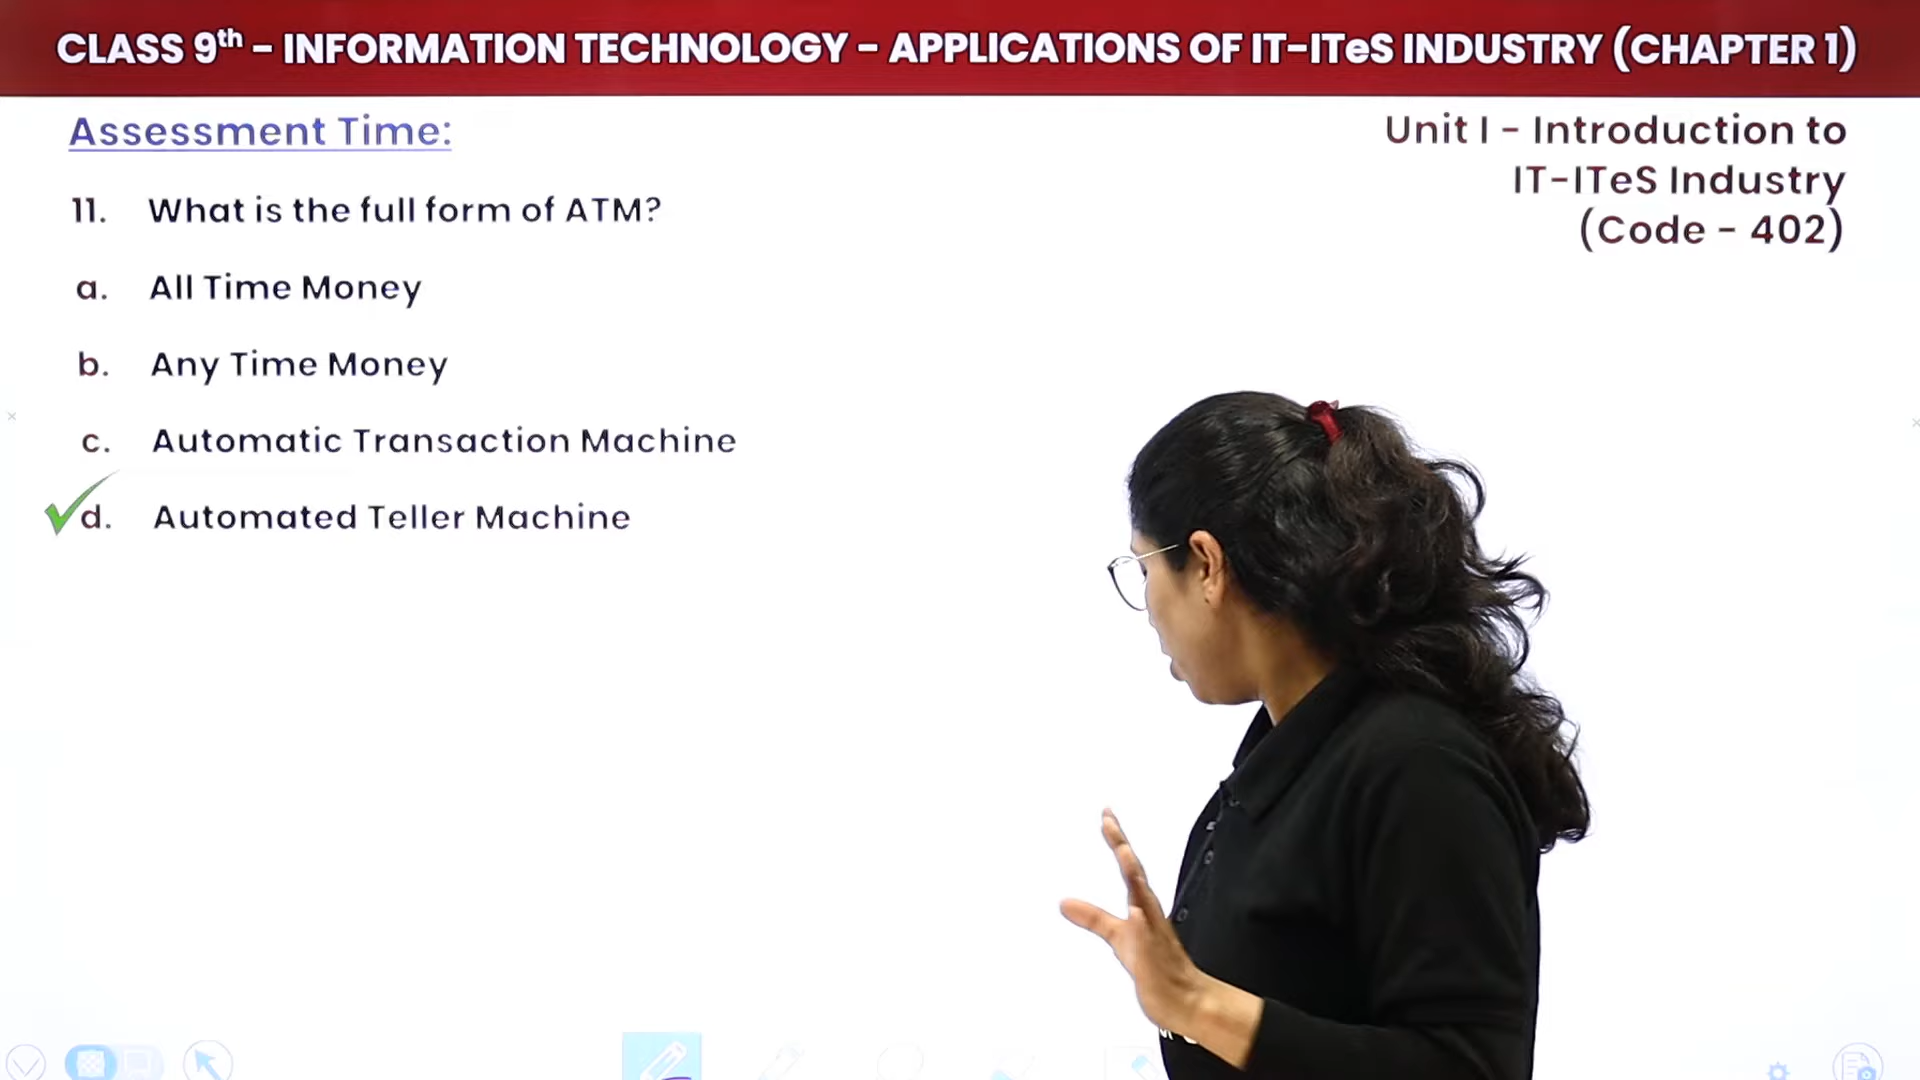 CLASS 9th – INFORMATION TECHNOLOGY – APPLICATIONS OF IT-ITeS INDUSTRY (CHAPTER 1)
Assessment Time:
Unit I – Introduction to
IT-ITeS Industry
(Code – 402)
11. What is the full form of ATM?
a. All Time Money
b. Any Time Money
c. Automatic Transaction Machine
d. Automated Teller Machine